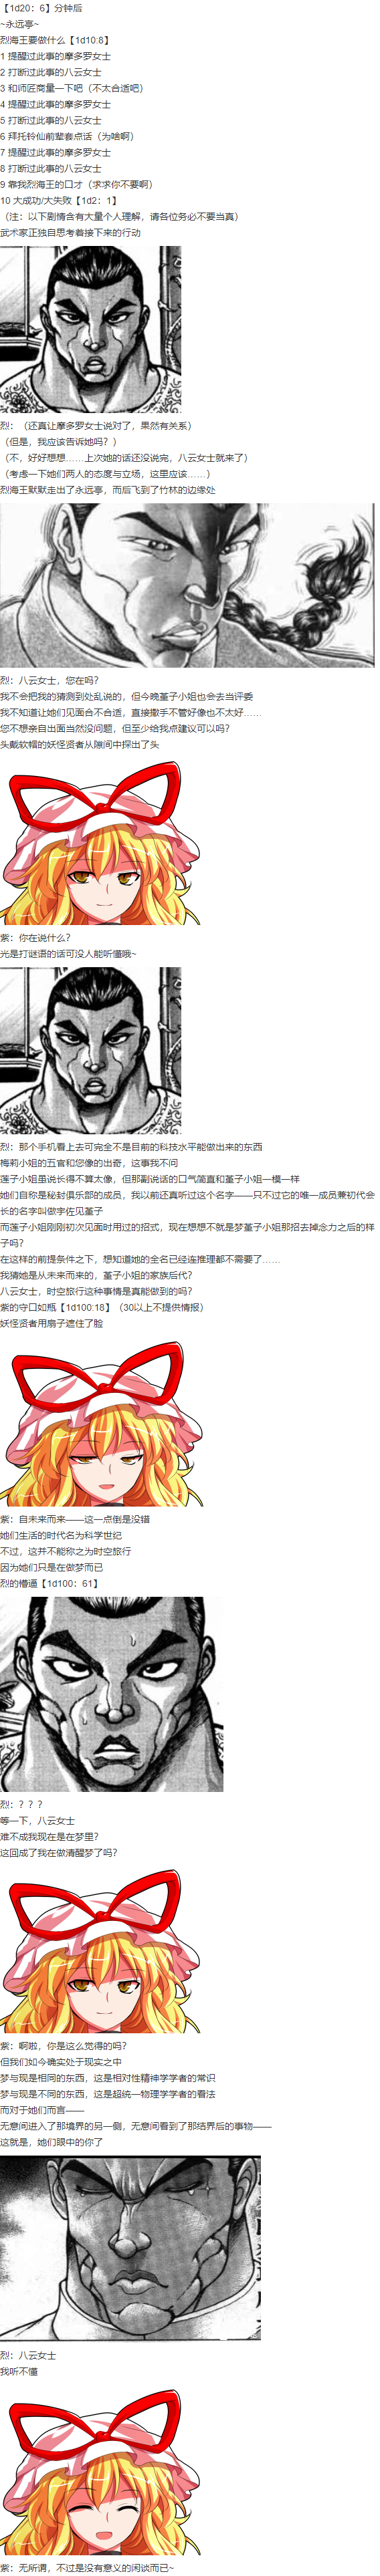 【1d20：6】分钟后
~永远亭~
烈海王要做什么【1d10:8】
1 提醒过此事的摩多罗女士
2 打断过此事的八云女士
3 和师匠商量一下吧（不太合适吧）
4 提醒过此事的摩多罗女士
5 打断过此事的八云女士
6 拜托铃仙前辈套点话（为啥啊）
7 提醒过此事的摩多罗女士
8 打断过此事的八云女士
9 靠我烈海王的口才（求求你不要啊）
10 大成功/大失败【1d2：1】
（注：以下剧情含有大量个人理解，请各位务必不要当真）
武术家正独自思考着接下来的行动
烈：（还真让摩多罗女士说对了，果然有关系）
（但是，我应该告诉她吗？）
（不，好好想想……上次她的话还没说完，八云女士就来了）
（考虑一下她们两人的态度与立场，这里应该……）
烈海王默默走出了永远亭，而后飞到了竹林的边缘处
烈：八云女士，您在吗？
我不会把我的猜测到处乱说的，但今晚堇子小姐也会去当评委
我不知道让她们见面合不合适，直接撒手不管好像也不太好……
您不想亲自出面当然没问题，但至少给我点建议可以吗？
头戴软帽的妖怪贤者从隙间中探出了头
紫：你在说什么？
光是打谜语的话可没人能听懂哦~
烈：那个手机看上去可完全不是目前的科技水平能做出来的东西
梅莉小姐的五官和您像的出奇，这事我不问
莲子小姐虽说长得不算太像，但那副说话的口气简直和堇子小姐一模一样
她们自称是秘封俱乐部的成员，我以前还真听过这个名字——只不过它的唯一成员兼初代会
长的名字叫做宇佐见堇子
而莲子小姐刚刚初次见面时用过的招式，现在想想不就是梦堇子小姐那招去掉念力之后的样
子吗？
在这样的前提条件之下，想知道她的全名已经连推理都不需要了……
我猜她是从未来而来的，堇子小姐的家族后代？
八云女士，时空旅行这种事情是真能做到的吗？
紫的守口如瓶【1d100:18】（30以上不提供情报）
妖怪贤者用扇子遮住了脸
紫：自未来而来——这一点倒是没错
她们生活的时代名为科学世纪
不过，这并不能称之为时空旅行
因为她们只是在做梦而已
烈的懵逼【1d100：61】
烈：？？？
等一下，八云女士
难不成我现在是在梦里？
这回成了我在做清醒梦了吗？
紫：啊啦，你是这么觉得的吗？
但我们如今确实处于现实之中
梦与现是相同的东西，这是相对性精神学学者的常识
梦与现是不同的东西，这是超统一物理学学者的看法
而对于她们而言——
无意间进入了那境界的另一侧，无意间看到了那结界后的事物——
这就是，她们眼中的你了
烈：八云女士
我听不懂
紫：无所谓，不过是没有意义的闲谈而已~